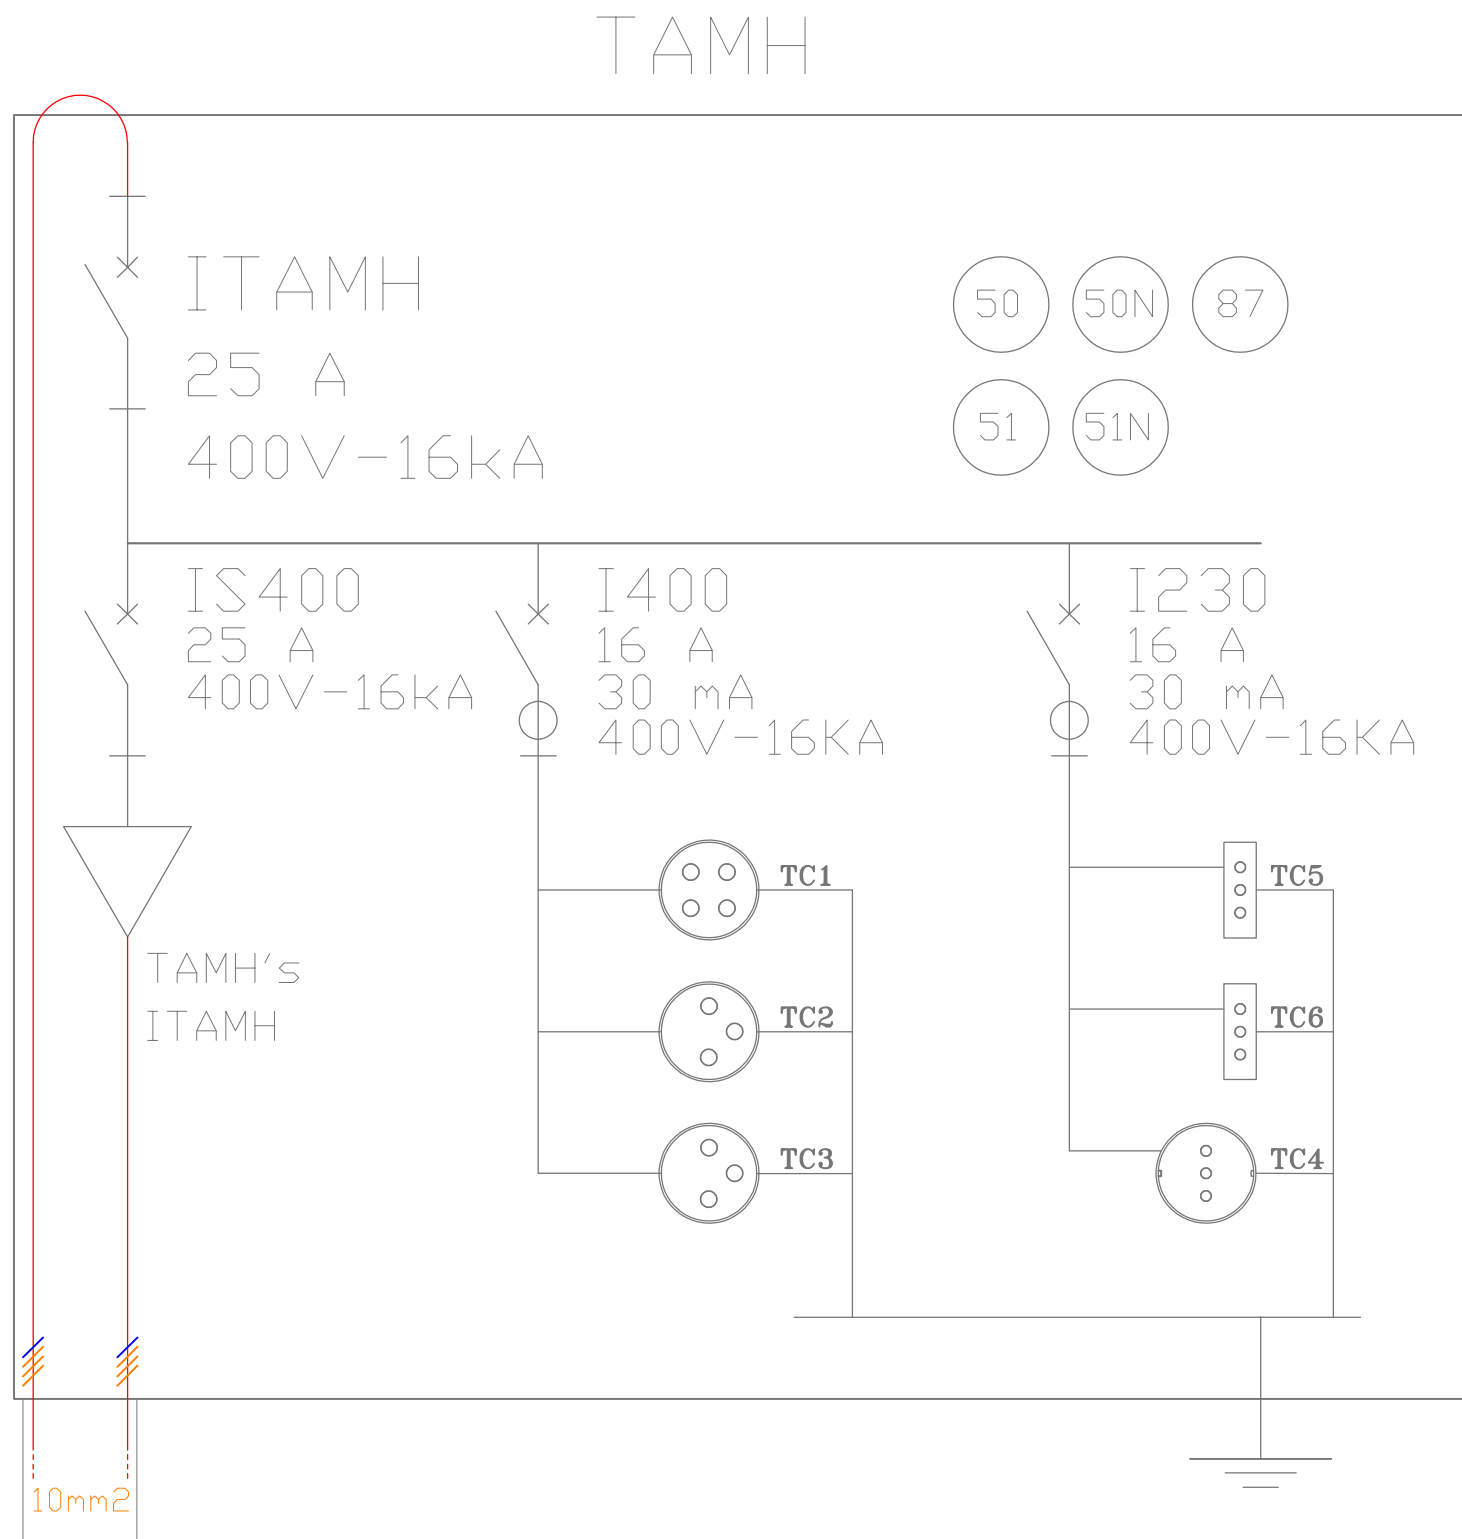 TAMH
ITAMH
25 A
400V-16kA
50 50N 87
51 51N
IS400
25 A
400V-16kA
I400
16 A
30 mA
400V-16KA
I230
16 A
30 mA
400V-16KA
TC1
TC2
TC3
TC5
TC6
TC4
TAMH's
ITAMH
10mm2